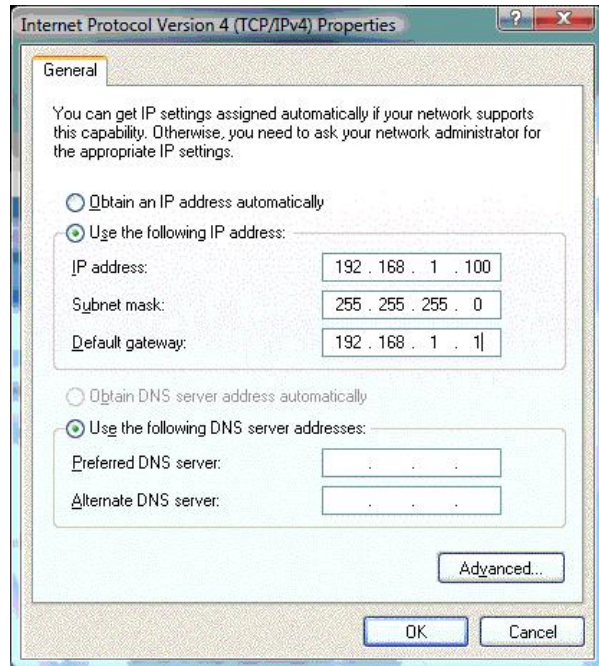 Internet Protocol Version 4 (TCP/IPv4) Properties
General
You can get IP settings assigned automatically if your network supports
this capability. Otherwise, you need to ask your network administrator for
the appropriate IP settings.
Obtain an IP address automatically
Use the following IP address:
IP address: 192 . 168 . 1 . 100
Subnet mask: 255 . 255 . 255 . 0
Default gateway: 192 . 168 . 1 . 1
Obtain DNS server address automatically
Use the following DNS server addresses:
Preferred DNS server: . . .
Alternate DNS server: . . .
Advanced...
OK Cancel